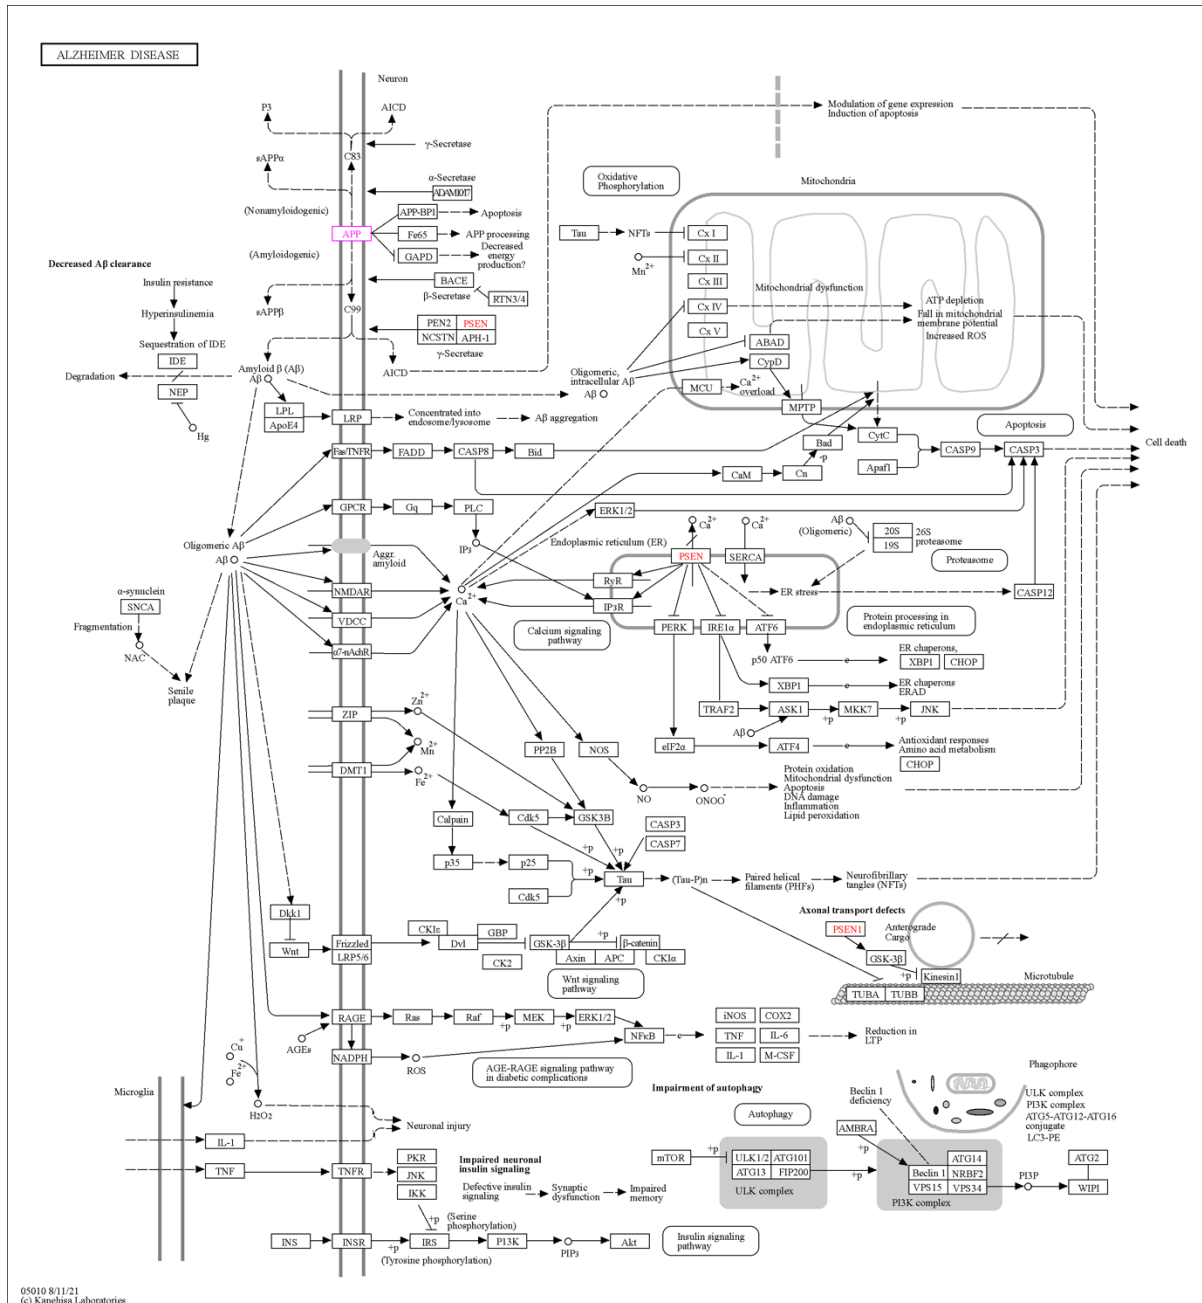 ALZHEIMER DISEASE
Neuron
P3
AICD
Modulation of gene expression
Induction of apoptosis
γ-Secretase
C83
sAPPα
α-Secretase
ADAM10/17
Oxidative
Phosphorylation
Mitochondria
(Nonamyloidogenic)
APP-BP1
Apoptosis
APP
Fe65
APP processing
Tau
NFTs
Cx I
(Amyloidogenic)
GAPD
Decreased
energy
production?
Mn2+
Cx II
Decreased Aβ clearance
BACE
β-Secretase
RTN3/4
Cx III
Mitochondrial dysfunction
Insulin resistance
Hyperinsulinemia
sAPPβ
C99
Cx IV
ATP depletion
Fall in mitochondrial
membrane potential
Increased ROS
PEN2
PSEN
NCSTN
APH-1
γ-Secretase
Cx V
ABAD
Sequestration of IDE
IDE
Degradation
Amyloid β (Aβ)
Aβ
AICD
Oligomeric,
intracellular Aβ
Aβ
CypD
NEP
MCU
Ca2+
overload
Hg
LPL
ApoE4
LRP
Concentrated into
endosome/lysosome
Aβ aggregation
MPTP
Apoptosis
Fas/TNFR
FADD
CASP8
Bid
Bad
-p
CytC
CASP9
CASP3
Cell death
CaM
Cn
Apaf1
GPCR
Gq
PLC
ERK1/2
Ca2+
Ca2+
Aβ
(Oligomeric)
20S
19S
26S
proteasome
Oligomeric Aβ
Aβ
Aggr.
amyloid
IP3
Endoplasmic reticulum (ER)
PSEN
SERCA
Proteasome
RyR
NMDAR
Ca2+
IP3R
ER stress
CASP12
α-synuclein
SNCA
VDCC
Calcium signaling
pathway
PERK
IRE1α
ATF6
Protein processing in
endoplasmic reticulum
Fragmentation
NAC
α7-nAchR
p50 ATF6
e
ER chaperons,
XBP1
CHOP
Senile
plaque
XBP1
e
ER chaperons
ERAD
Zn2+
ZIP
TRAF2
ASK1
+p
MKK7
+p
JNK
Mn2+
PP2B
NOS
Aβ
eIF2α
ATF4
e
Antioxidant responses
Amino acid metabolism
CHOP
DMT1
Fe2+
NO
ONOO-
Protein oxidation
Mitochondrial dysfunction
Apoptosis
DNA damage
Inflammation
Lipid peroxidation
Calpain
Cdk5
GSK3B
CASP3
CASP7
+p
+p
p35
p25
+p
Tau
(Tau-P)n
Paired helical
filaments (PHFs)
Neurofibrillary
tangles (NFTs)
Cdk5
+p
Dkk1
Axonal transport defects
CKIε
GBP
PSEN1
Anterograde
Cargo
Wnt
Frizzled
LRP5/6
Dvl
GSK-3β
+p
β-catenin
CK2
Axin
APC
CKIα
GSK-3β
+p
Kinesin1
Wnt signaling
pathway
Microtubule
TUBA
TUBB
RAGE
Ras
Raf
+p
MEK
+p
ERK1/2
NFκB
e
iNOS
COX2
TNF
IL-6
IL-1
M-CSF
Reduction in
LTP
AGEs
NADPH
ROS
AGE-RAGE signaling pathway
in diabetic complications
Cu+
Fe2+
Microglia
H2O2
Neuronal injury
IL-1
Impairment of autophagy
Autophagy
Beclin 1
deficiency
Phagophore
ULK complex
PI3K complex
ATG5-ATG12-ATG16
conjugate
LC3-PE
AMBRA
+p
TNF
TNFR
PKR
JNK
IKK
Impaired neuronal
insulin signaling
Defective insulin
signaling
Synaptic
dysfunction
Impaired
memory
mTOR
+p
ULK1/2
ATG101
ATG13
FIP200
ULK complex
+p
ATG14
Beclin 1
NRBF2
VPS15
VPS34
PI3K complex
PI3P
ATG2
WIPI
+p
(Serine
phosphorylation)
INS
INSR
+p
IRS
PI3K
PIP3
Akt
(Tyrosine phosphorylation)
Insulin signaling
pathway
05010 8/11/21
(c) Kanehisa Laboratories